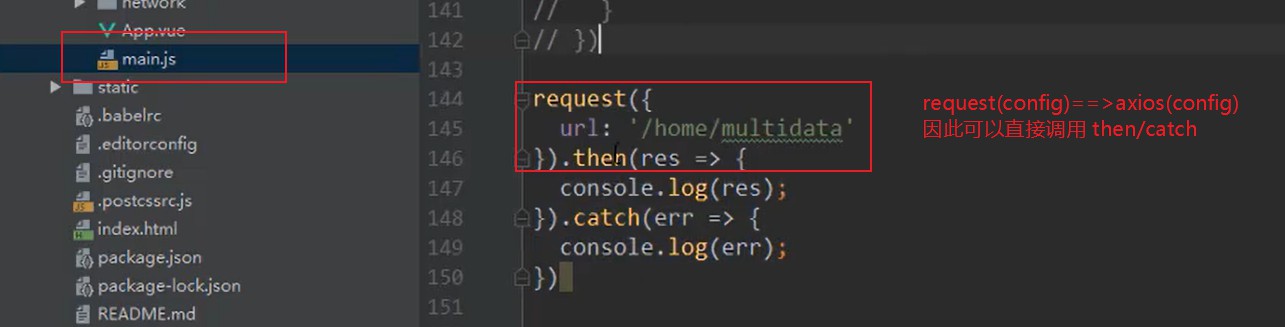 network
App.vue
main.js
static
.babelrc
.editorconfig
.gitignore
.postcssrc.js
index.html
package.json
package-lock.json
README.md
141 // }
142 // })
143
144 request({
145 url: '/home/multidata'
146 }).then(res => {
147 console.log(res);
148 }).catch(err => {
149 console.log(err);
150 })
151
request(config)==>axios(config)
因此可以直接调用 then/catch